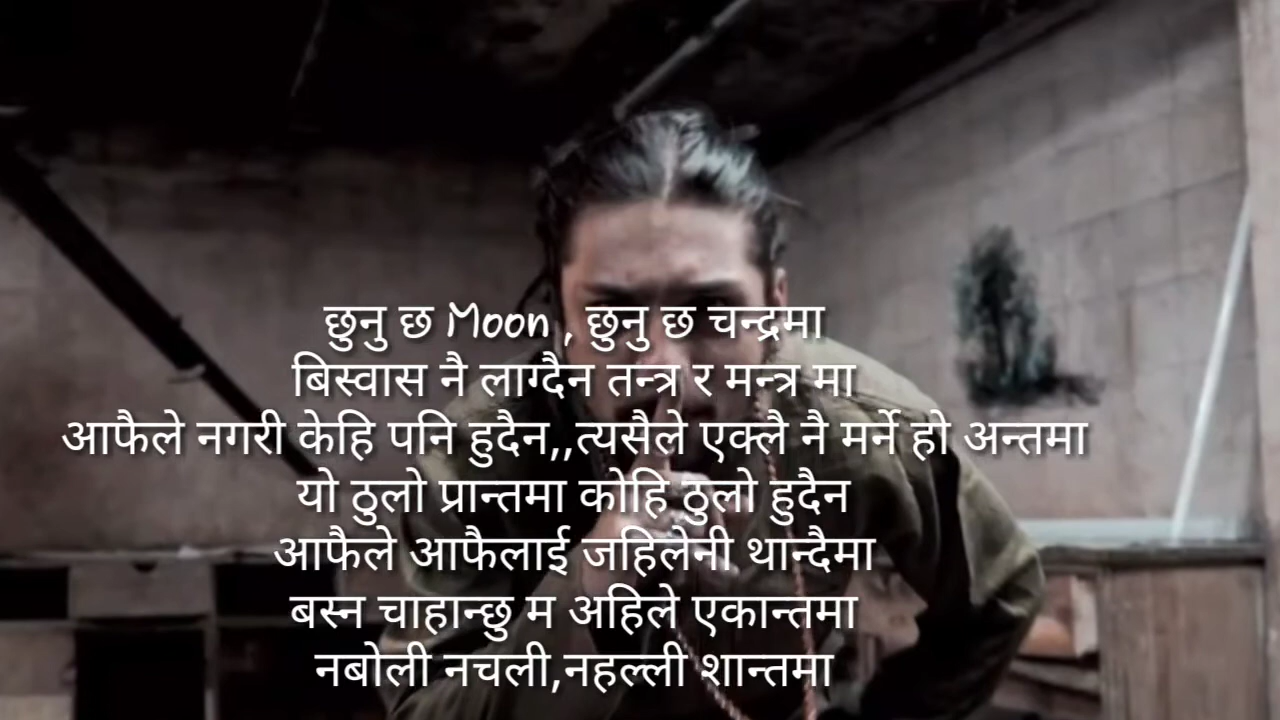 छुनु छ Moon , छुनु छ चन्द्रमा
बिस्वास नै लाग्दैन तन्त्र र मन्त्र मा
आफैले नगरी केहि पनि हुदैन,,त्यसैले एक्लै नै मर्ने हो अन्तमा
यो ठुलो प्रान्तमा कोहि ठुलो हुदैन
आफैले आफैलाई जहिलेनी थान्दैमा
बस्न चाहान्छु म अहिले एकान्तमा
नबोली नचली,नहल्ली शान्तमा